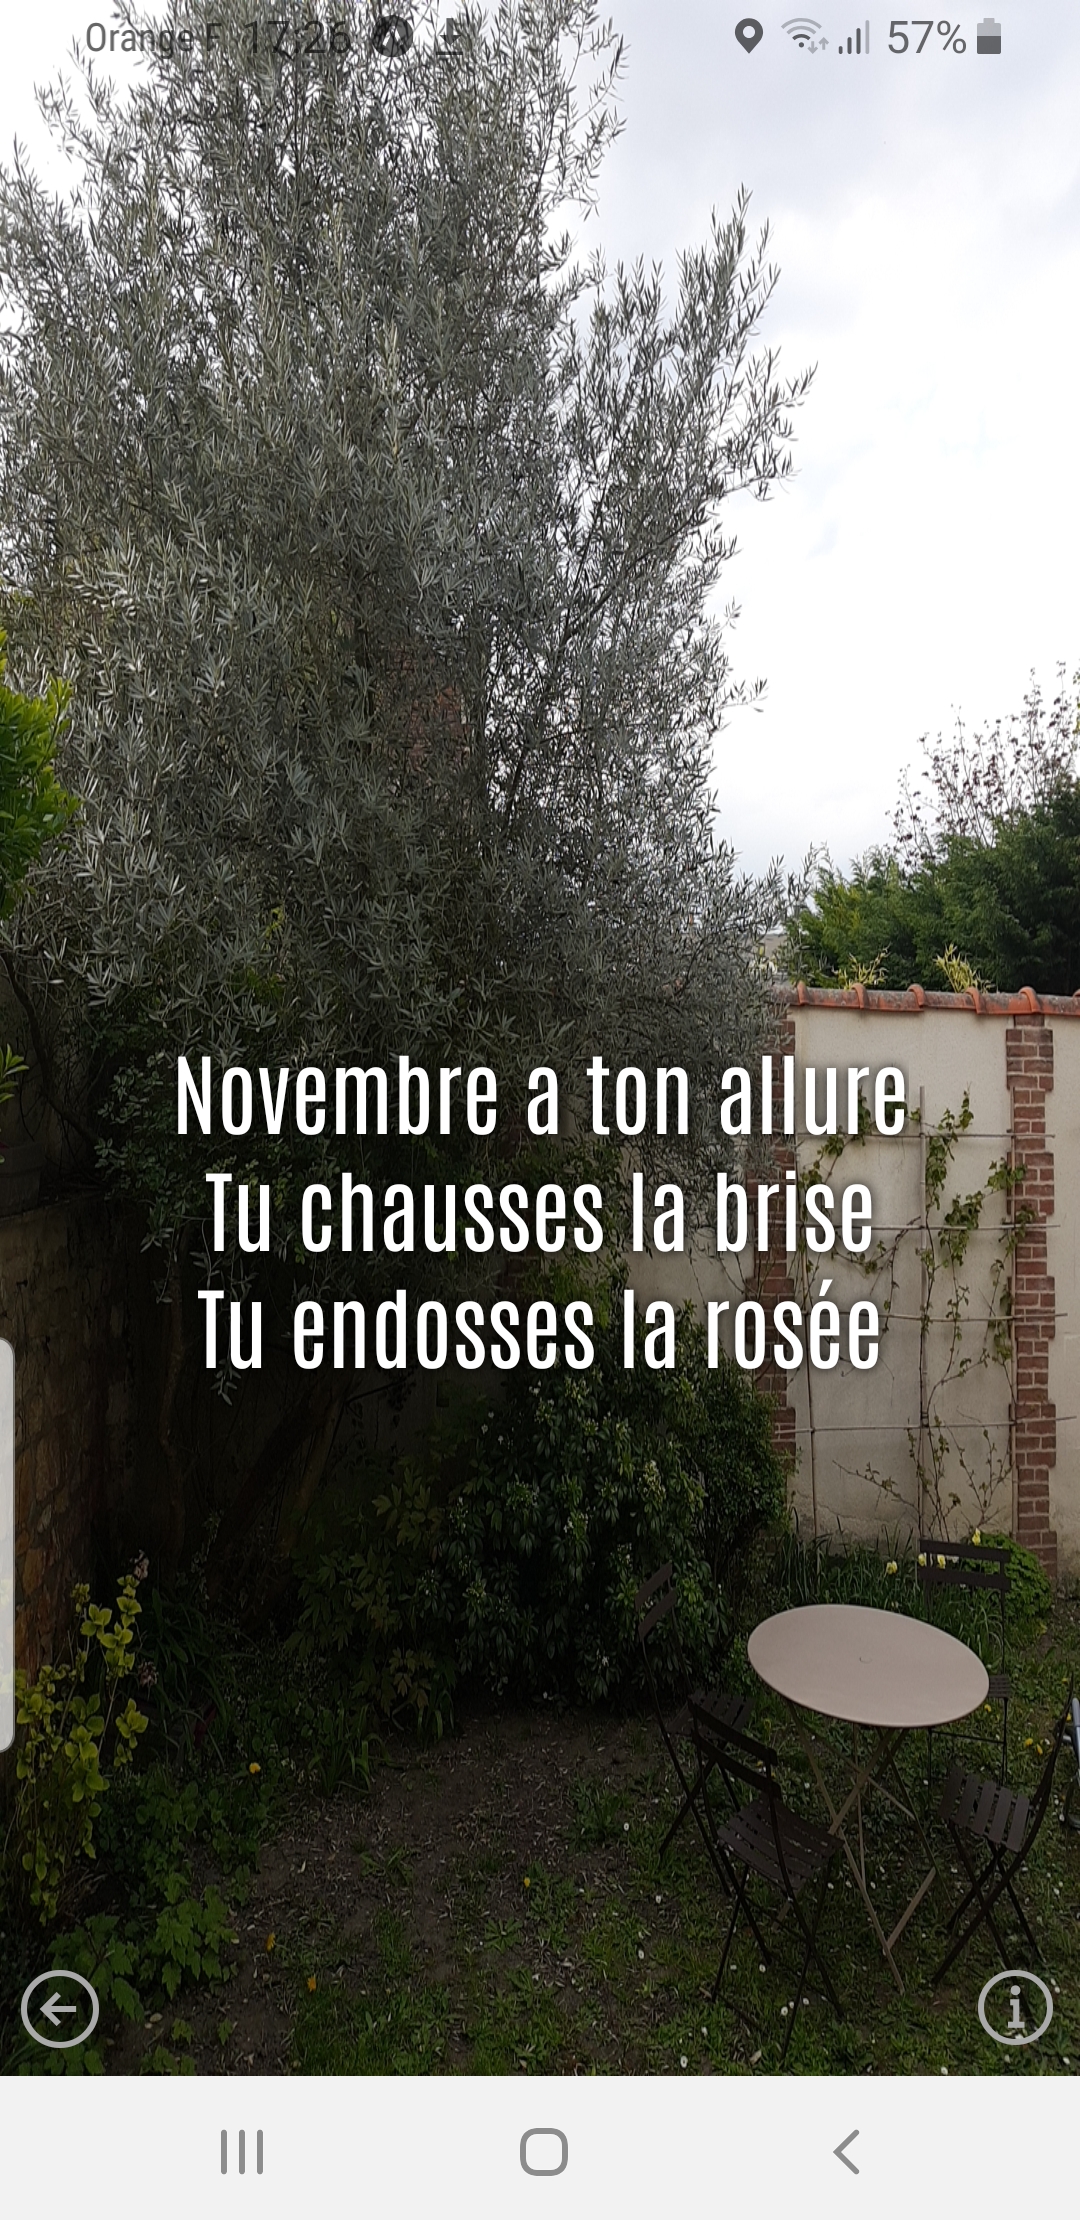 Orange F 17:26 57%
Novembre a ton allure
Tu chausses la brise
Tu endosses la rosée